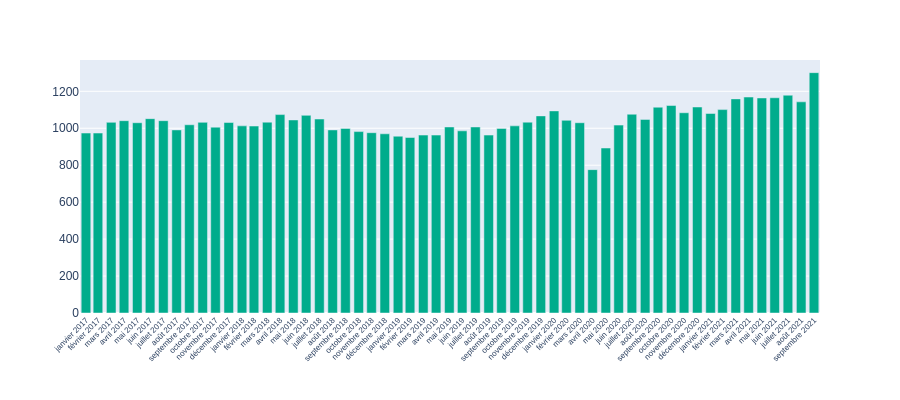 1200
1000
800
600
400
200
0
janvier 2017
février 2017
mars 2017
avril 2017
mai 2017
juin 2017
juillet 2017
août 2017
septembre 2017
octobre 2017
novembre 2017
décembre 2017
janvier 2018
février 2018
mars 2018
avril 2018
mai 2018
juin 2018
juillet 2018
août 2018
septembre 2018
octobre 2018
novembre 2018
décembre 2018
janvier 2019
février 2019
mars 2019
avril 2019
mai 2019
juin 2019
juillet 2019
août 2019
septembre 2019
octobre 2019
novembre 2019
décembre 2019
janvier 2020
février 2020
mars 2020
avril 2020
mai 2020
juin 2020
juillet 2020
août 2020
septembre 2020
octobre 2020
novembre 2020
décembre 2020
janvier 2021
février 2021
mars 2021
avril 2021
mai 2021
juin 2021
juillet 2021
août 2021
septembre 2021